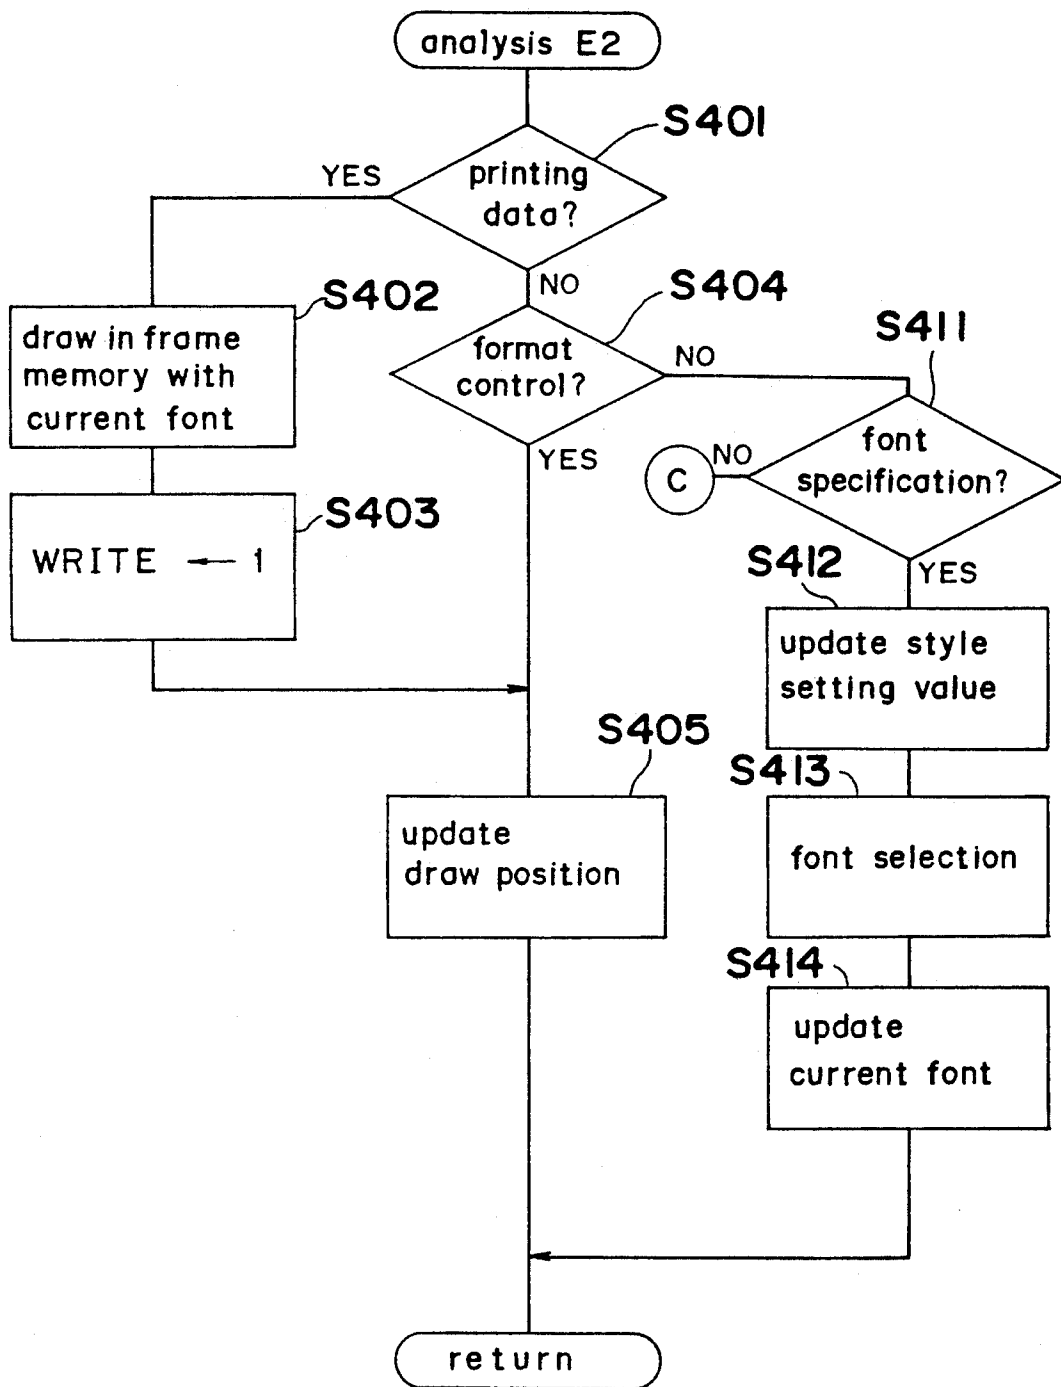 analysis E2
S401
YES
printing
data?
NO
S402
draw in frame
memory with
current font
S404
format
control?
NO
YES
S411
font
specification?
NO
C
YES
S403
WRITE ← 1
S412
update style
setting value
S405
update
draw position
S413
font selection
S414
update
current font
return